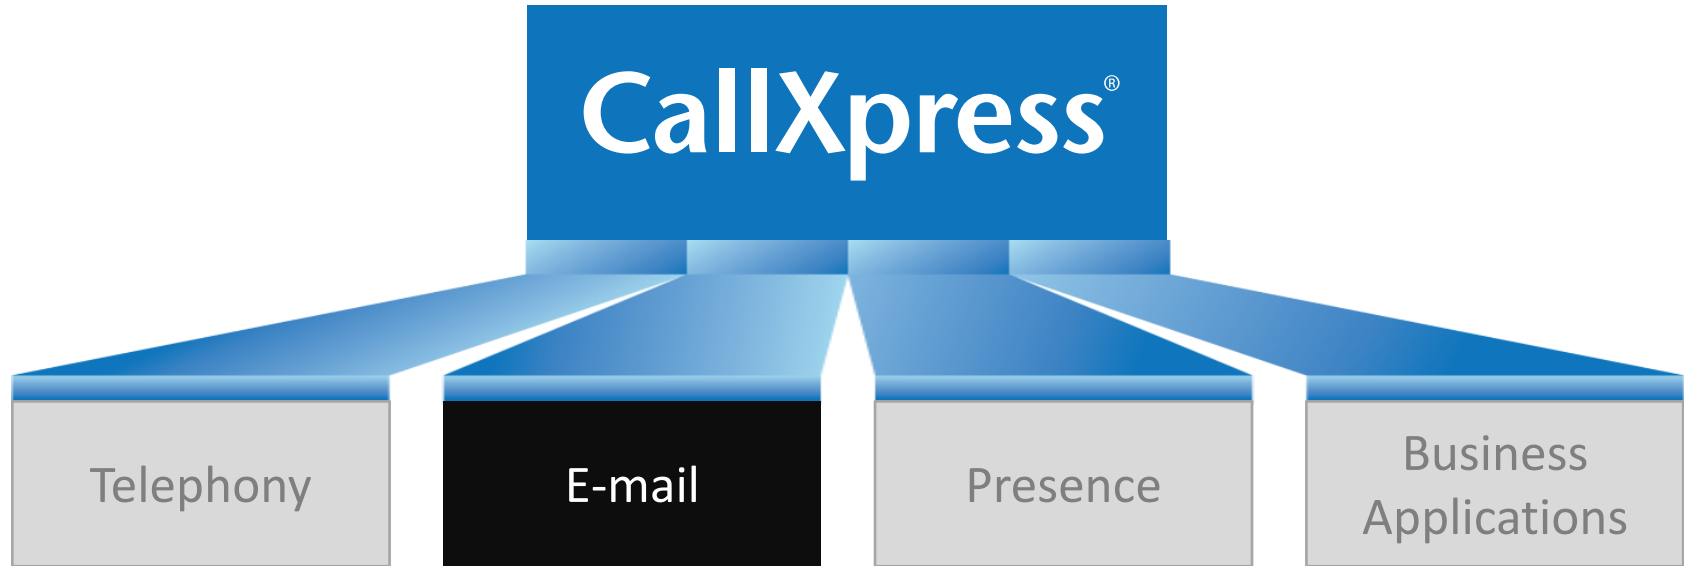 CallXpress®
Telephony
E-mail
Presence
Business
Applications